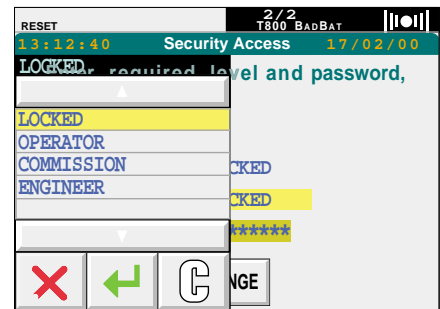 RESET 2/2
T800 BADBAT
13:12:40 Security Access 17/02/00
LOCKED
required level and password,
LOCKED
OPERATOR
COMMISSION CKED
ENGINEER CKED
******
C NGE